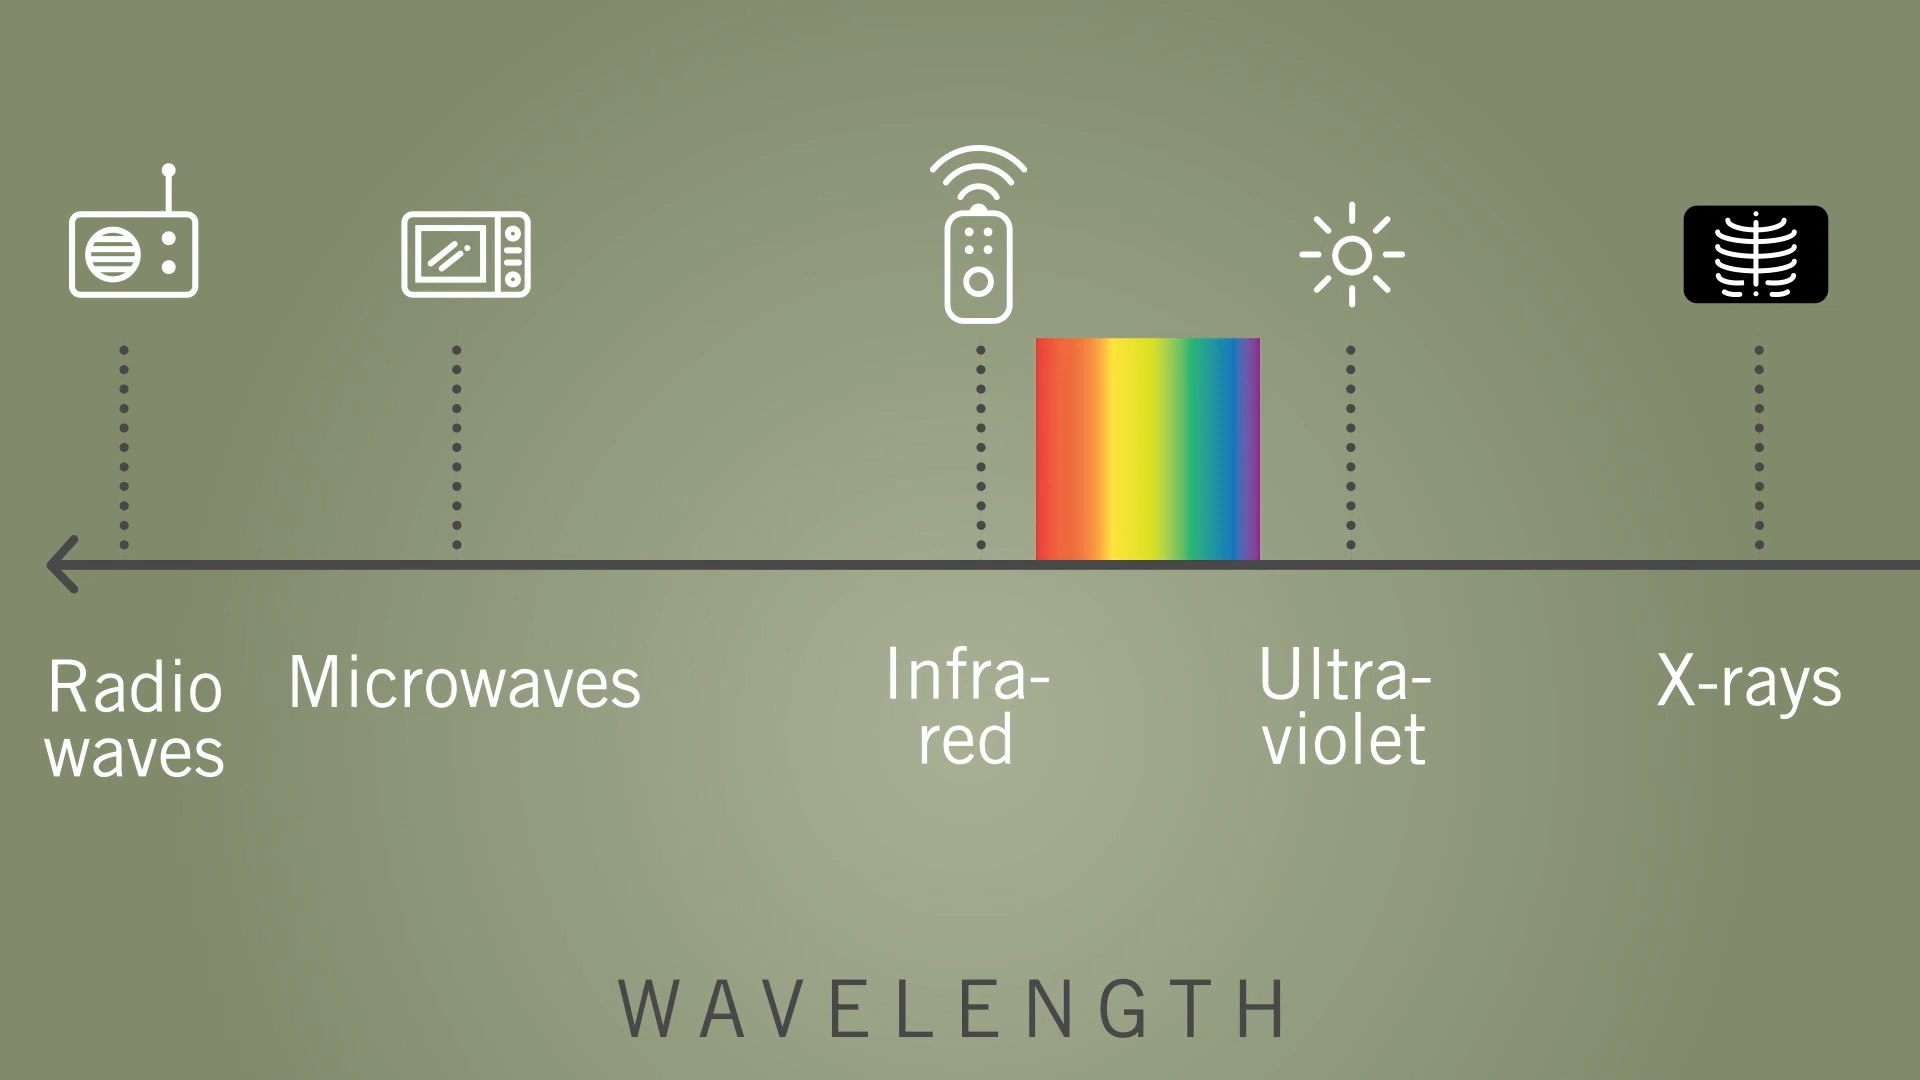 Radio
waves
Microwaves
Infra-
red
Ultra-
violet
X-rays
WAVELENGTH